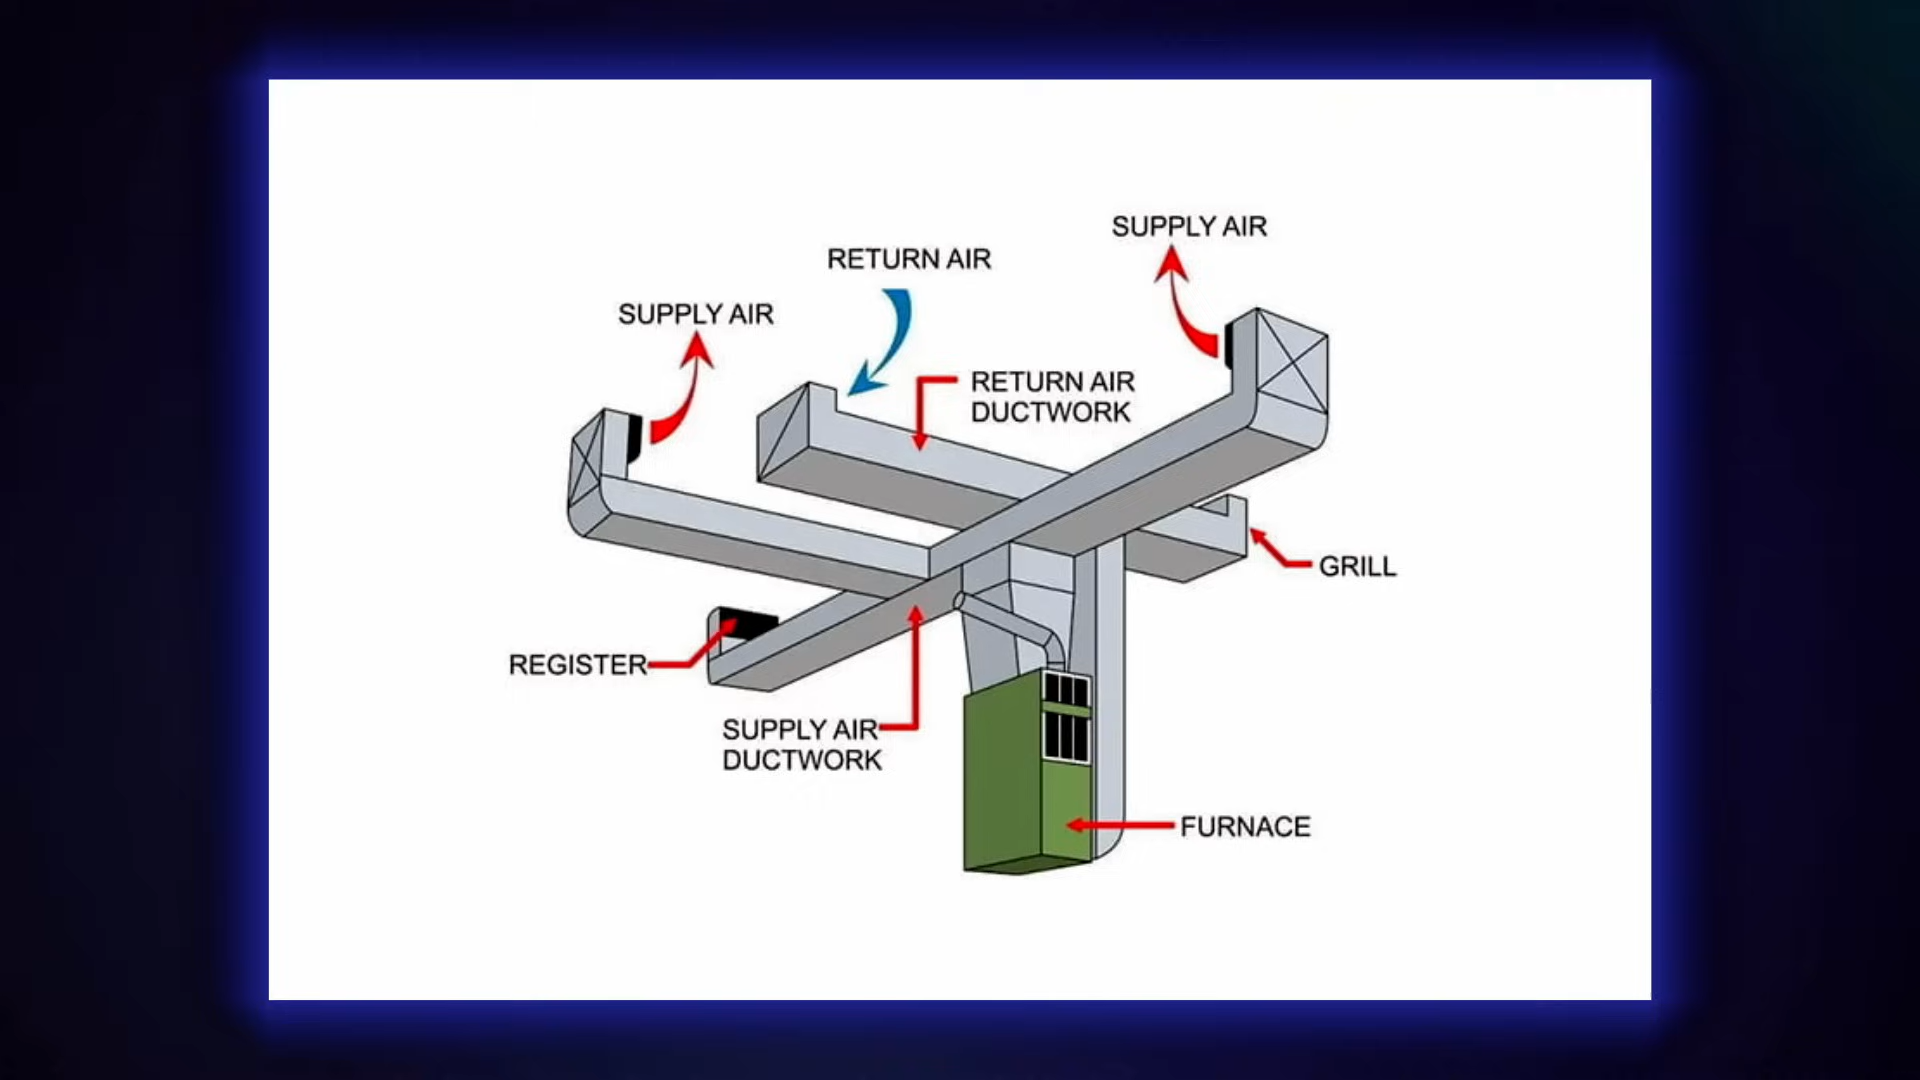 SUPPLY AIR
RETURN AIR
SUPPLY AIR
RETURN AIR
DUCTWORK
GRILL
REGISTER
SUPPLY AIR
DUCTWORK
FURNACE